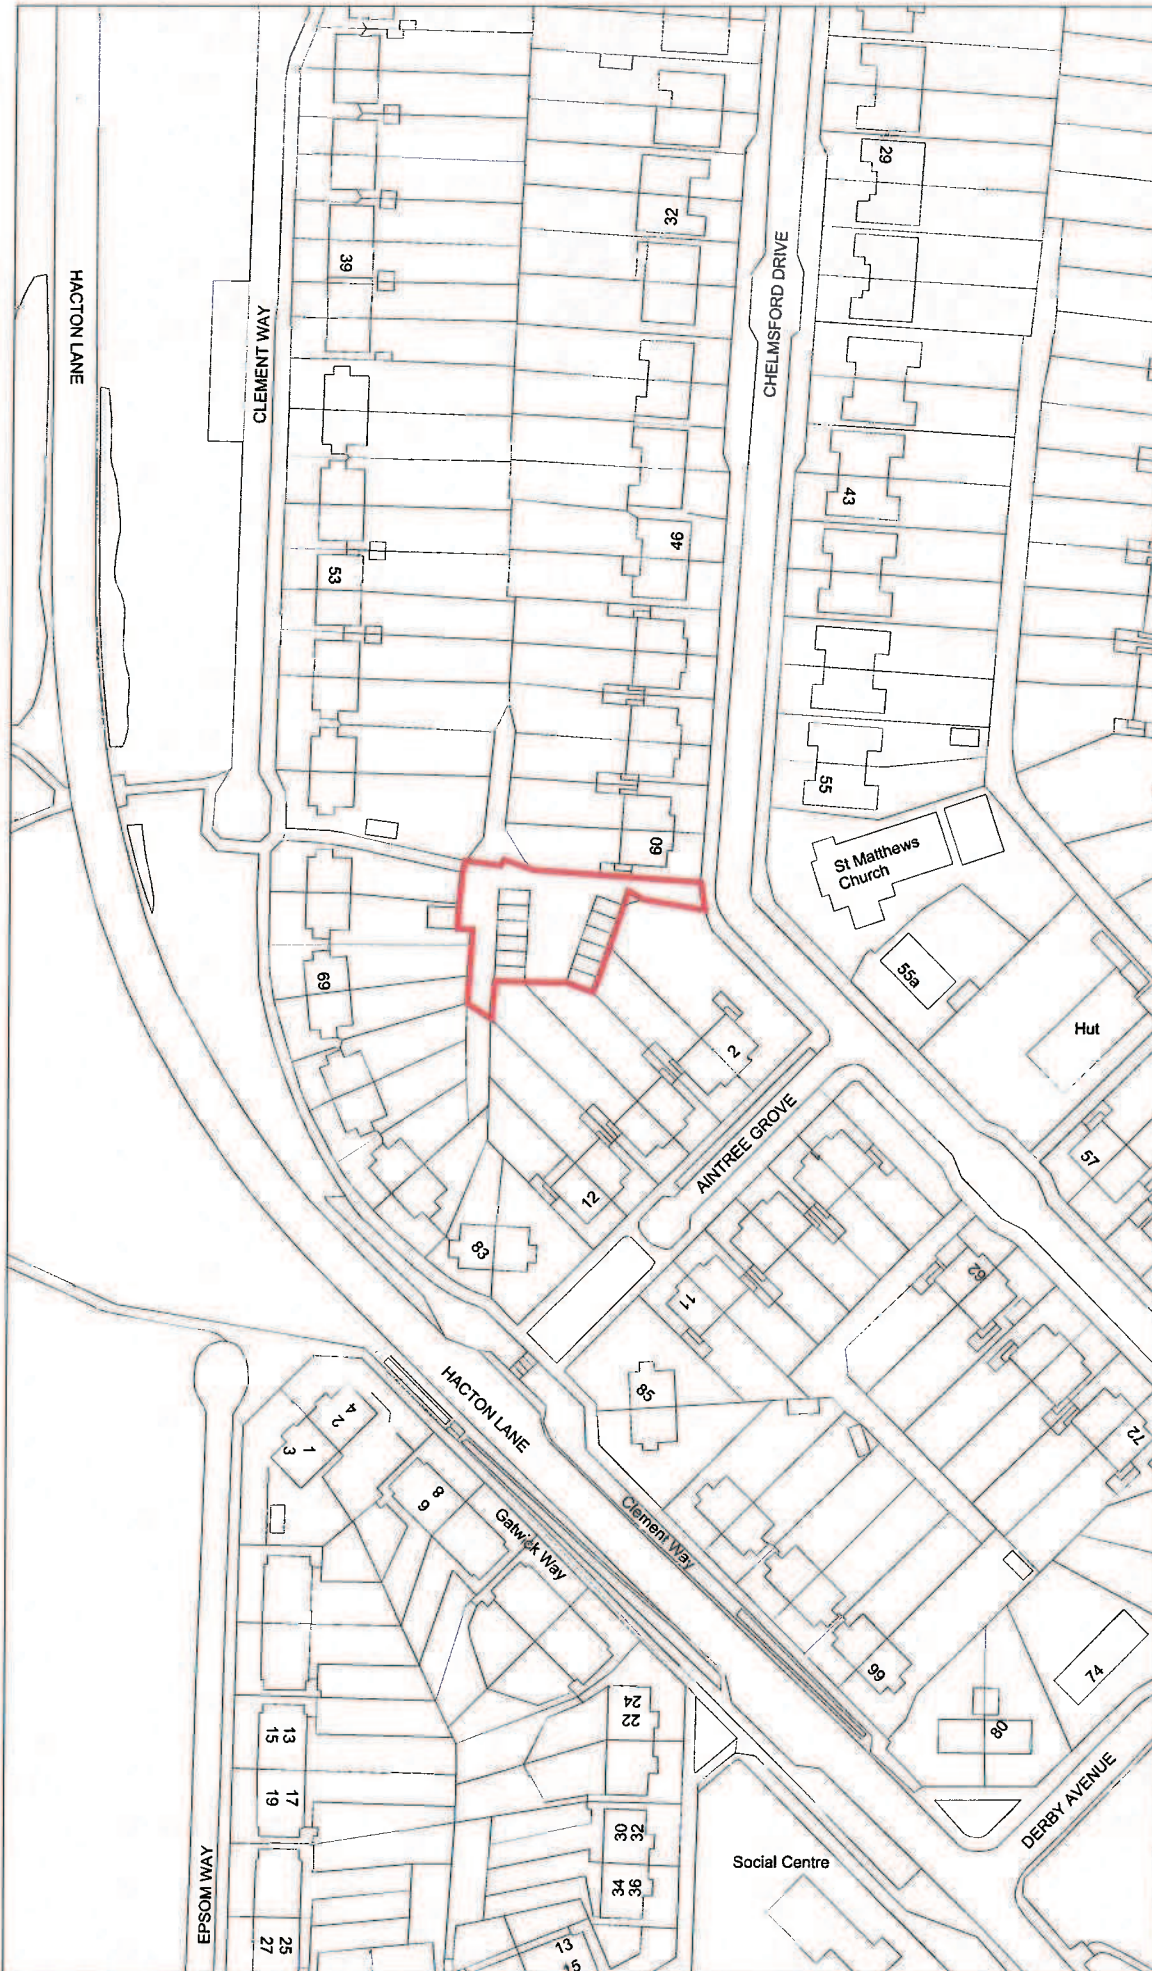 29
32
CHELMSFORD DRIVE
39
HACTON LANE
CLEMENT WAY
43
46
53
55
60
St Matthews
Church
55a
69
Hut
2
AINTREE GROVE
57
12
83
62
11
HACTON LANE
85
72
4
2
1
3
8
6
Gatwick Way
Clement Way
99
74
24
22
80
13
15
17
19
DERBY AVENUE
32
30
Social Centre
36
34
EPSOM WAY
25
27
13
15